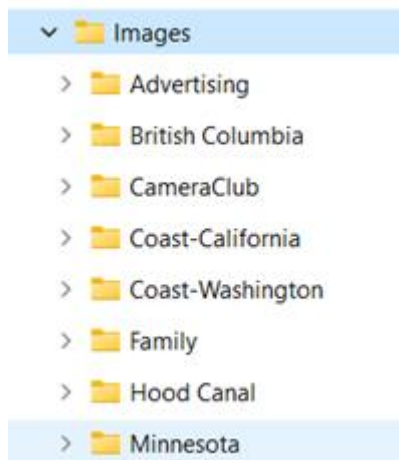 Images
Advertising
British Columbia
CameraClub
Coast-California
Coast-Washington
Family
Hood Canal
Minnesota